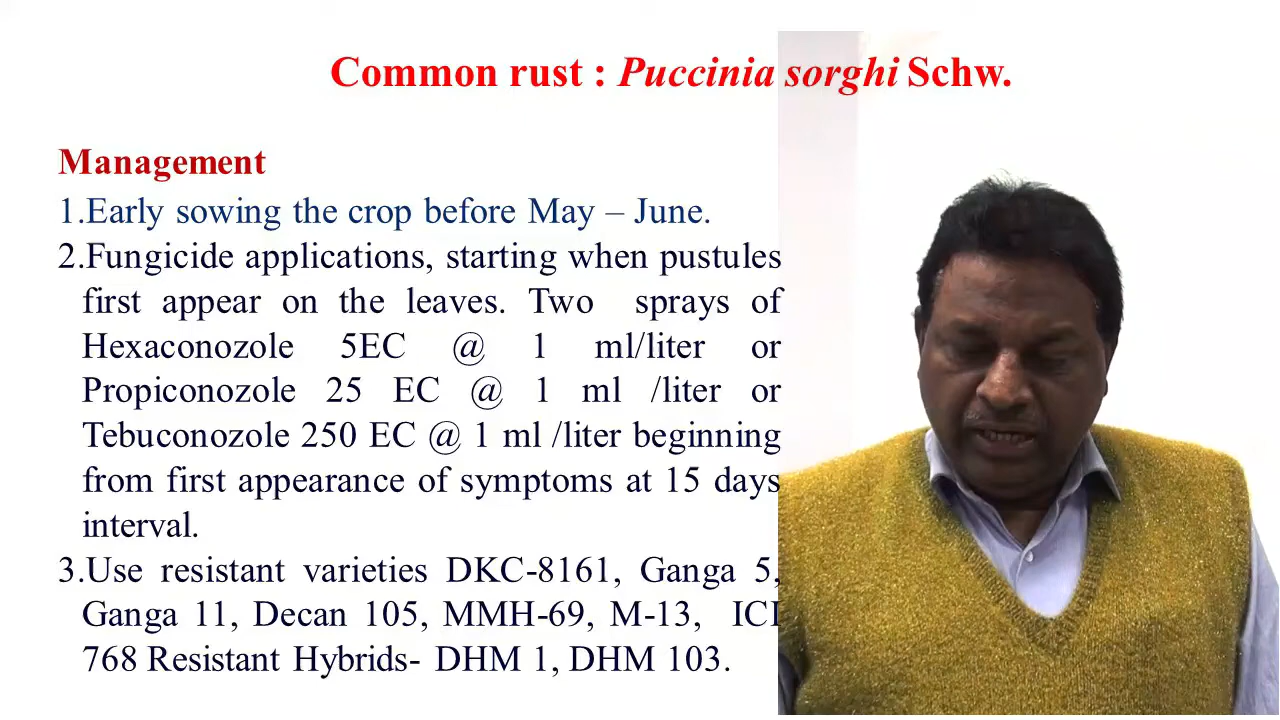 Common rust : Puccinia sorghi Schw.
Management
1.Early sowing the crop before May – June.
2.Fungicide applications, starting when pustules
first appear on the leaves. Two sprays of
Hexaconozole 5EC @ 1 ml/liter or
Propiconozole 25 EC @ 1 ml /liter or
Tebuconozole 250 EC @ 1 ml /liter beginning
from first appearance of symptoms at 15 days
interval.
3.Use resistant varieties DKC-8161, Ganga 5,
Ganga 11, Decan 105, MMH-69, M-13, ICI
768 Resistant Hybrids- DHM 1, DHM 103.